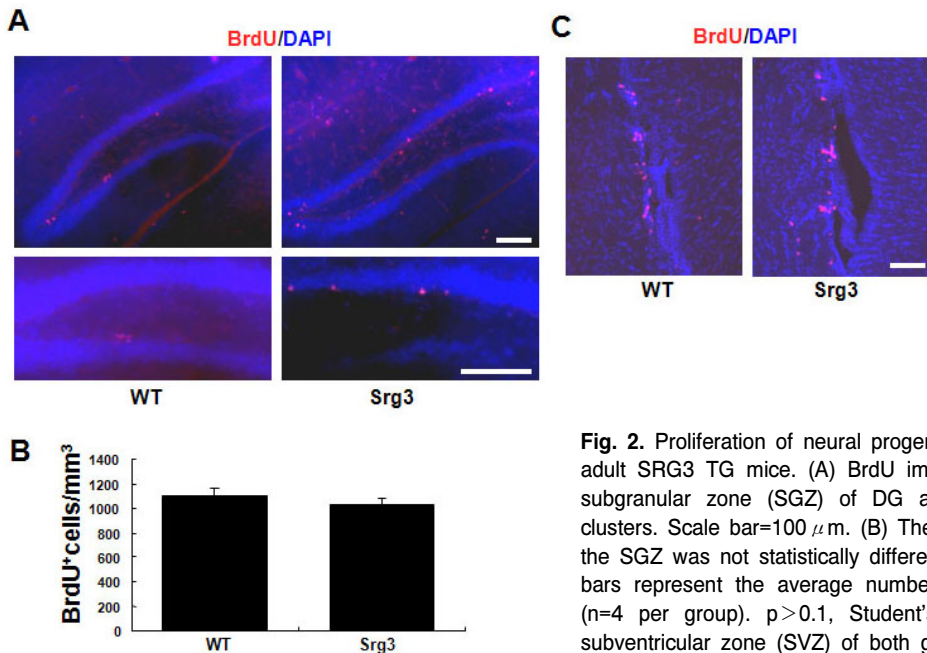 A
BrdU/DAPI
WT
Srg3
C
BrdU/DAPI
WT
Srg3
B
BrdU⁺cells/mm³
1400
1200
1000
800
600
400
200
0
WT
Srg3
Fig. 2. Proliferation of neural progen
adult SRG3 TG mice. (A) BrdU im
subgranular zone (SGZ) of DG a
clusters. Scale bar=100 μm. (B) The
the SGZ was not statistically differe
bars represent the average number
(n=4 per group). p>0.1, Student's
subventricular zone (SVZ) of both g